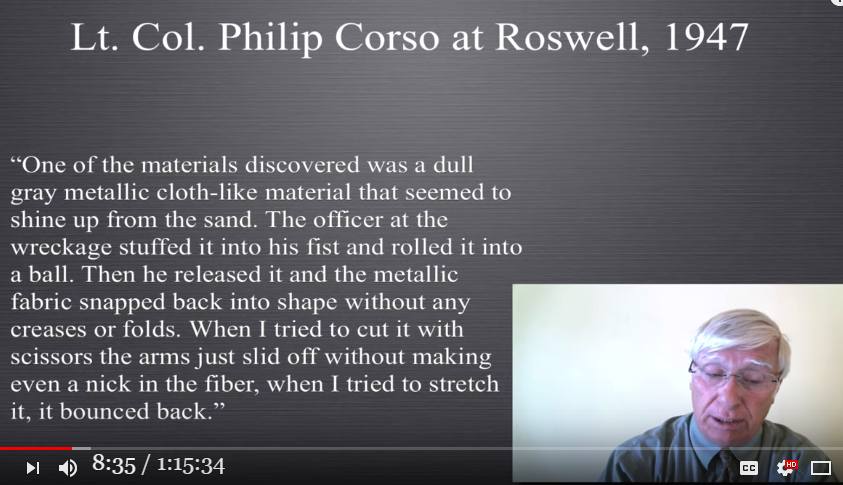 Lt. Col. Philip Corso at Roswell, 1947
“One of the materials discovered was a dull
gray metallic cloth-like material that seemed to
shine up from the sand. The officer at the
wreckage stuffed it into his fist and rolled it into
a ball. Then he released it and the metallic
fabric snapped back into shape without any
creases or folds. When I tried to cut it with
scissors the arms just slid off without making
even a nick in the fiber, when I tried to stretch
it, it bounced back.”
8:35 / 1:15:34
CC
HD